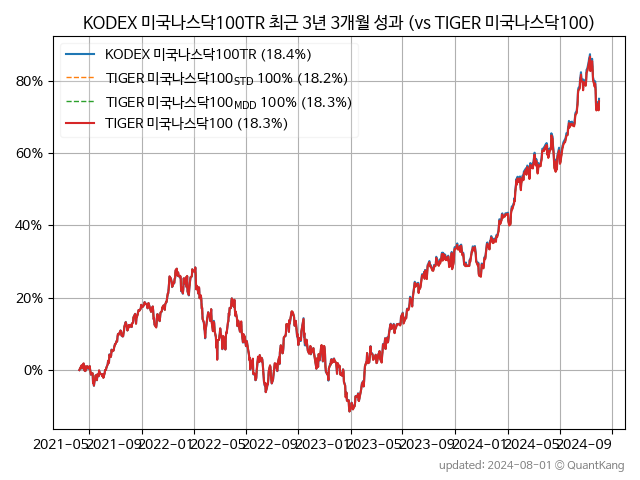 KODEX 미국나스닥100TR 최근 3년 3개월 성과 (vs TIGER 미국나스닥100)
KODEX 미국나스닥100TR (18.4%)
TIGER 미국나스닥100STD 100% (18.2%)
TIGER 미국나스닥100MDD 100% (18.3%)
TIGER 미국나스닥100 (18.3%)
80%
60%
40%
20%
0%
2021-05 2021-09 2022-01 2022-05 2022-09 2023-01 2023-05 2023-09 2024-01 2024-05 2024-09
updated: 2024-08-01 © QuantKang